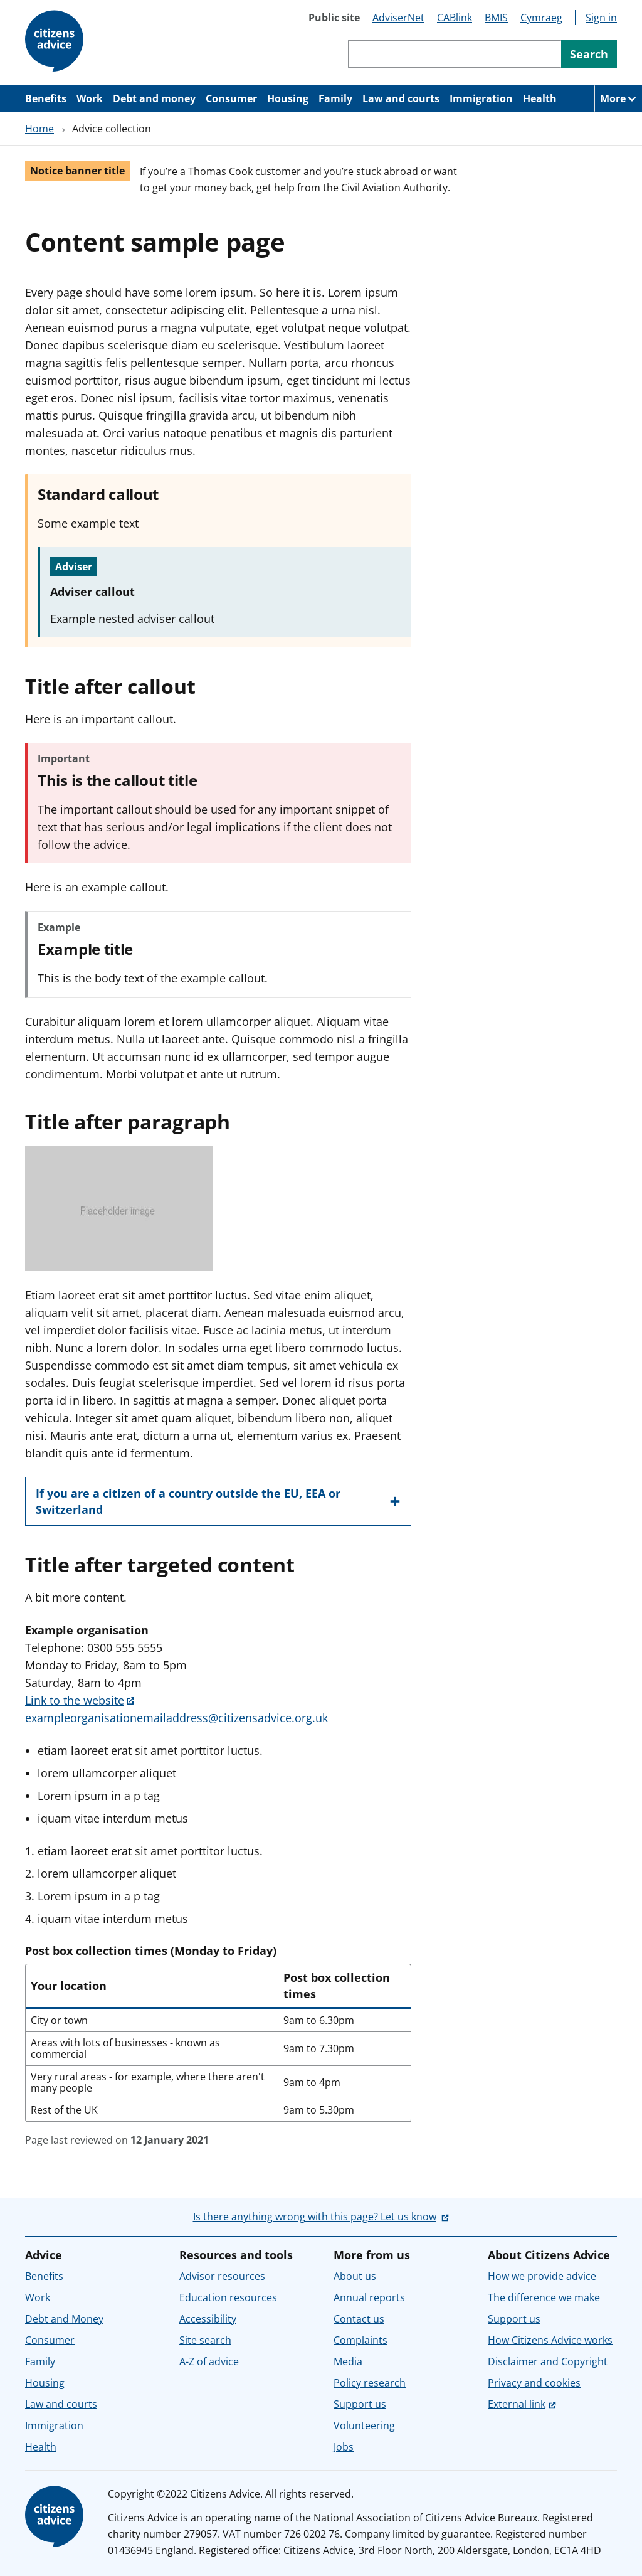 citizens
advice
Public site AdviserNet CABlink BMIS Cymraeg Sign in
Search
Benefits Work Debt and money Consumer Housing Family Law and courts Immigration Health More
Home › Advice collection
Notice banner title
If you’re a Thomas Cook customer and you’re stuck abroad or want
to get your money back, get help from the Civil Aviation Authority.
Content sample page
Every page should have some lorem ipsum. So here it is. Lorem ipsum
dolor sit amet, consectetur adipiscing elit. Pellentesque a urna nisl.
Aenean euismod purus a magna vulputate, eget volutpat neque volutpat.
Donec dapibus scelerisque diam eu scelerisque. Vestibulum laoreet
magna sagittis felis pellentesque semper. Nullam porta, arcu rhoncus
euismod porttitor, risus augue bibendum ipsum, eget tincidunt mi lectus
eget eros. Donec nisl ipsum, facilisis vitae tortor maximus, venenatis
mattis purus. Quisque fringilla gravida arcu, ut bibendum nibh
malesuada at. Orci varius natoque penatibus et magnis dis parturient
montes, nascetur ridiculus mus.
Standard callout
Some example text
Adviser
Adviser callout
Example nested adviser callout
Title after callout
Here is an important callout.
Important
This is the callout title
The important callout should be used for any important snippet of
text that has serious and/or legal implications if the client does not
follow the advice.
Here is an example callout.
Example
Example title
This is the body text of the example callout.
Curabitur aliquam lorem et lorem ullamcorper aliquet. Aliquam vitae
interdum metus. Nulla ut laoreet ante. Quisque commodo nisl a fringilla
elementum. Ut accumsan nunc id ex ullamcorper, sed tempor augue
condimentum. Morbi volutpat et ante ut rutrum.
Title after paragraph
Placeholder image
Etiam laoreet erat sit amet porttitor luctus. Sed vitae enim aliquet,
aliquam velit sit amet, placerat diam. Aenean malesuada euismod arcu,
vel imperdiet dolor facilisis vitae. Fusce ac lacinia metus, ut interdum
nibh. Nunc a lorem dolor. In sodales urna eget libero commodo luctus.
Suspendisse commodo est sit amet diam tempus, sit amet vehicula ex
sodales. Duis feugiat scelerisque imperdiet. Sed vel lorem id risus porta
porta id in libero. In sagittis at magna a semper. Donec aliquet porta
vehicula. Integer sit amet quam aliquet, bibendum libero non, aliquet
nisi. Mauris ante erat, dictum a urna ut, elementum varius ex. Praesent
blandit quis ante id fermentum.
If you are a citizen of a country outside the EU, EEA or
Switzerland
Title after targeted content
A bit more content.
Example organisation
Telephone: 0300 555 5555
Monday to Friday, 8am to 5pm
Saturday, 8am to 4pm
Link to the website
exampleorganisationemailaddress@citizensadvice.org.uk
• etiam laoreet erat sit amet porttitor luctus.
• lorem ullamcorper aliquet
• Lorem ipsum in a p tag
• iquam vitae interdum metus
1. etiam laoreet erat sit amet porttitor luctus.
2. lorem ullamcorper aliquet
3. Lorem ipsum in a p tag
4. iquam vitae interdum metus
Post box collection times (Monday to Friday)
Your location
Post box collection
times
City or town 9am to 6.30pm
Areas with lots of businesses - known as
commercial
9am to 7.30pm
Very rural areas - for example, where there aren't
many people
9am to 4pm
Rest of the UK 9am to 5.30pm
Page last reviewed on 12 January 2021
Is there anything wrong with this page? Let us know
Advice
Benefits
Work
Debt and Money
Consumer
Family
Housing
Law and courts
Immigration
Health
Resources and tools
Advisor resources
Education resources
Accessibility
Site search
A-Z of advice
More from us
About us
Annual reports
Contact us
Complaints
Media
Policy research
Support us
Volunteering
Jobs
About Citizens Advice
How we provide advice
The difference we make
Support us
How Citizens Advice works
Disclaimer and Copyright
Privacy and cookies
External link
citizens
advice
Copyright ©2022 Citizens Advice. All rights reserved.
Citizens Advice is an operating name of the National Association of Citizens Advice Bureaux. Registered
charity number 279057. VAT number 726 0202 76. Company limited by guarantee. Registered number
01436945 England. Registered office: Citizens Advice, 3rd Floor North, 200 Aldersgate, London, EC1A 4HD